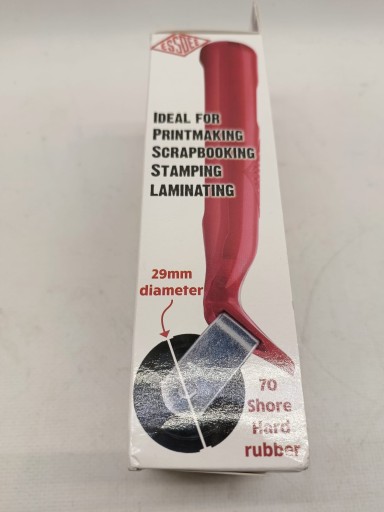 ESSDEE
IDEAL FOR
PRINTMAKING
SCRAPBOOKING
STAMPING
LAMINATING
29mm
diameter
70
Shore
Hard
rubber